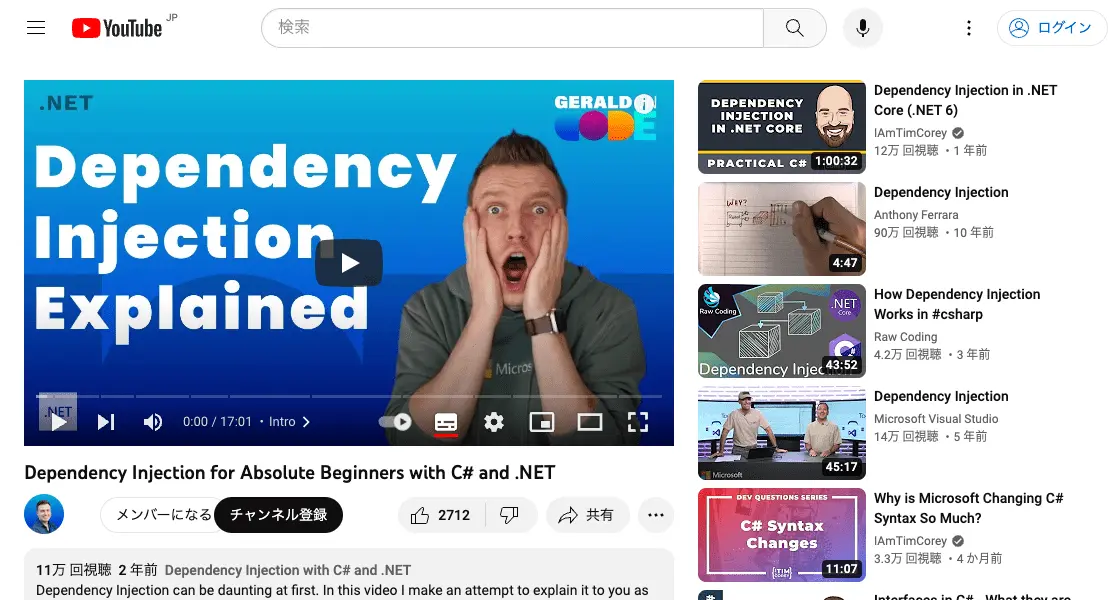 YouTube JP
検索
ログイン
.NET
GERALD
CODE
Dependency
Injection
Explained
Micros
.NET
0:00 / 17:01 ・ Intro
Dependency Injection for Absolute Beginners with C# and .NET
メンバーになる
チャンネル登録
2712
共有
11万 回視聴 2 年前 Dependency Injection with C# and .NET
Dependency Injection can be daunting at first. In this video I make an attempt to explain it to you as
DEPENDENCY
INJECTION
IN .NET CORE
PRACTICAL C#
1:00:32
Dependency Injection in .NET
Core (.NET 6)
IAmTimCorey
12万 回視聴 ・1 年前
WHY?
4:47
Dependency Injection
Anthony Ferrara
90万 回視聴 ・10 年前
Raw Coding
.NET
Core
Dependency Injec
43:52
How Dependency Injection
Works in #csharp
Raw Coding
4.2万 回視聴 ・3 年前
Microsoft
45:17
Dependency Injection
Microsoft Visual Studio
14万 回視聴 ・5 年前
DEV QUESTIONS SERIES
C# Syntax
Changes
TIM
COREY
11:07
Why is Microsoft Changing C#
Syntax So Much?
IAmTimCorey
3.3万 回視聴 ・4 か月前
Interfaces in C# - What they are